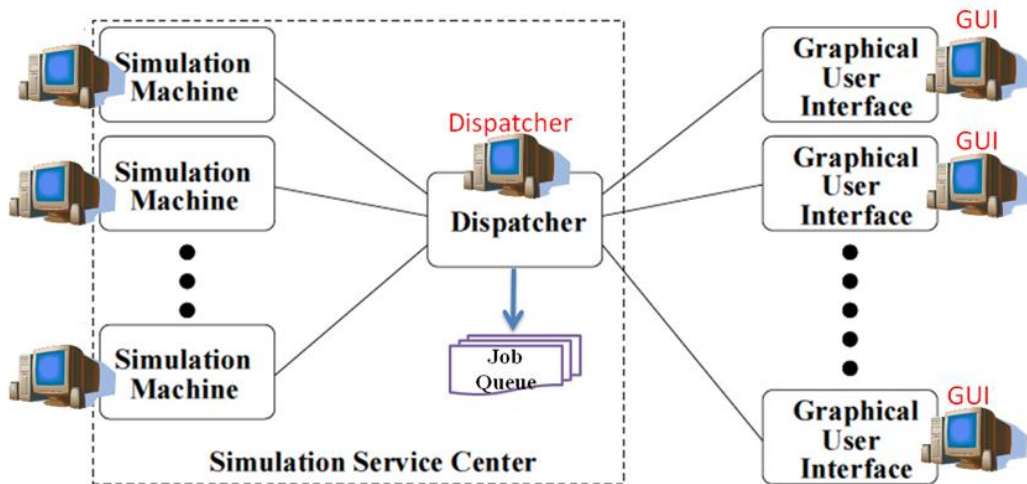 Simulation
Machine
Simulation
Machine
Simulation
Machine
Dispatcher
Dispatcher
Job
Queue
Simulation Service Center
GUI
Graphical
User
Interface
GUI
Graphical
User
Interface
GUI
Graphical
User
Interface